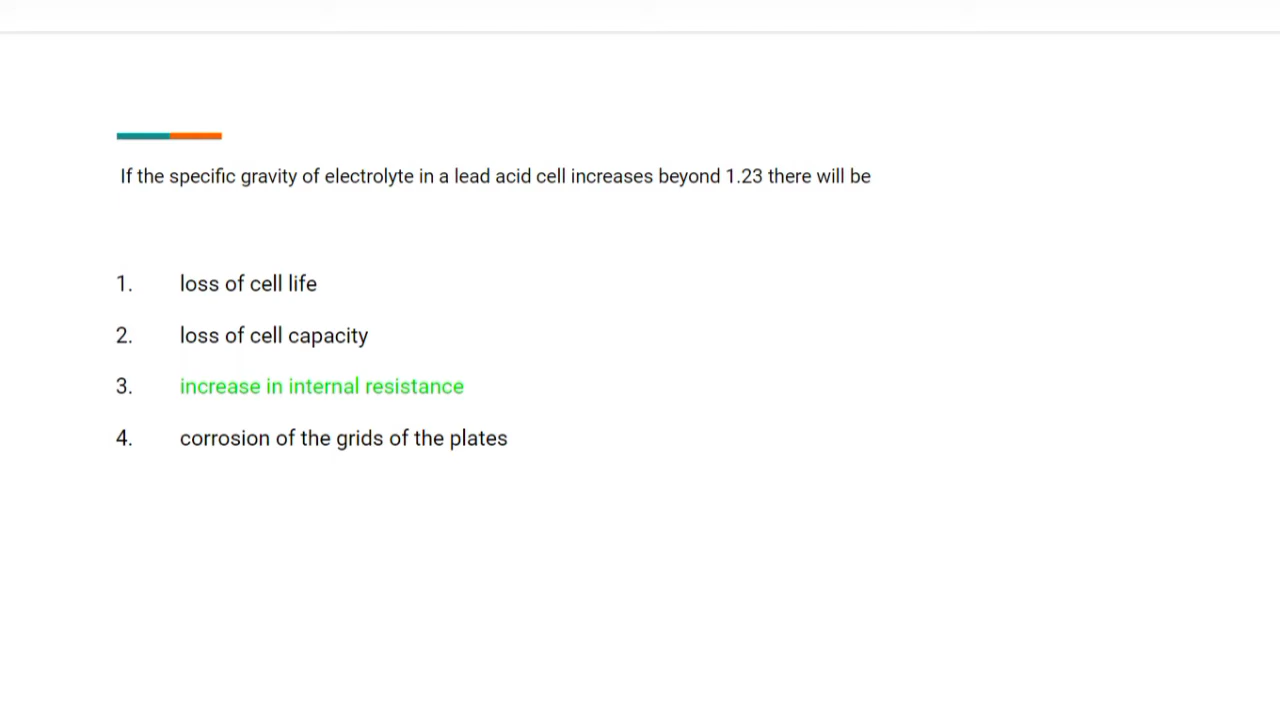 If the specific gravity of electrolyte in a lead acid cell increases beyond 1.23 there will be
1. loss of cell life
2. loss of cell capacity
3. increase in internal resistance
4. corrosion of the grids of the plates